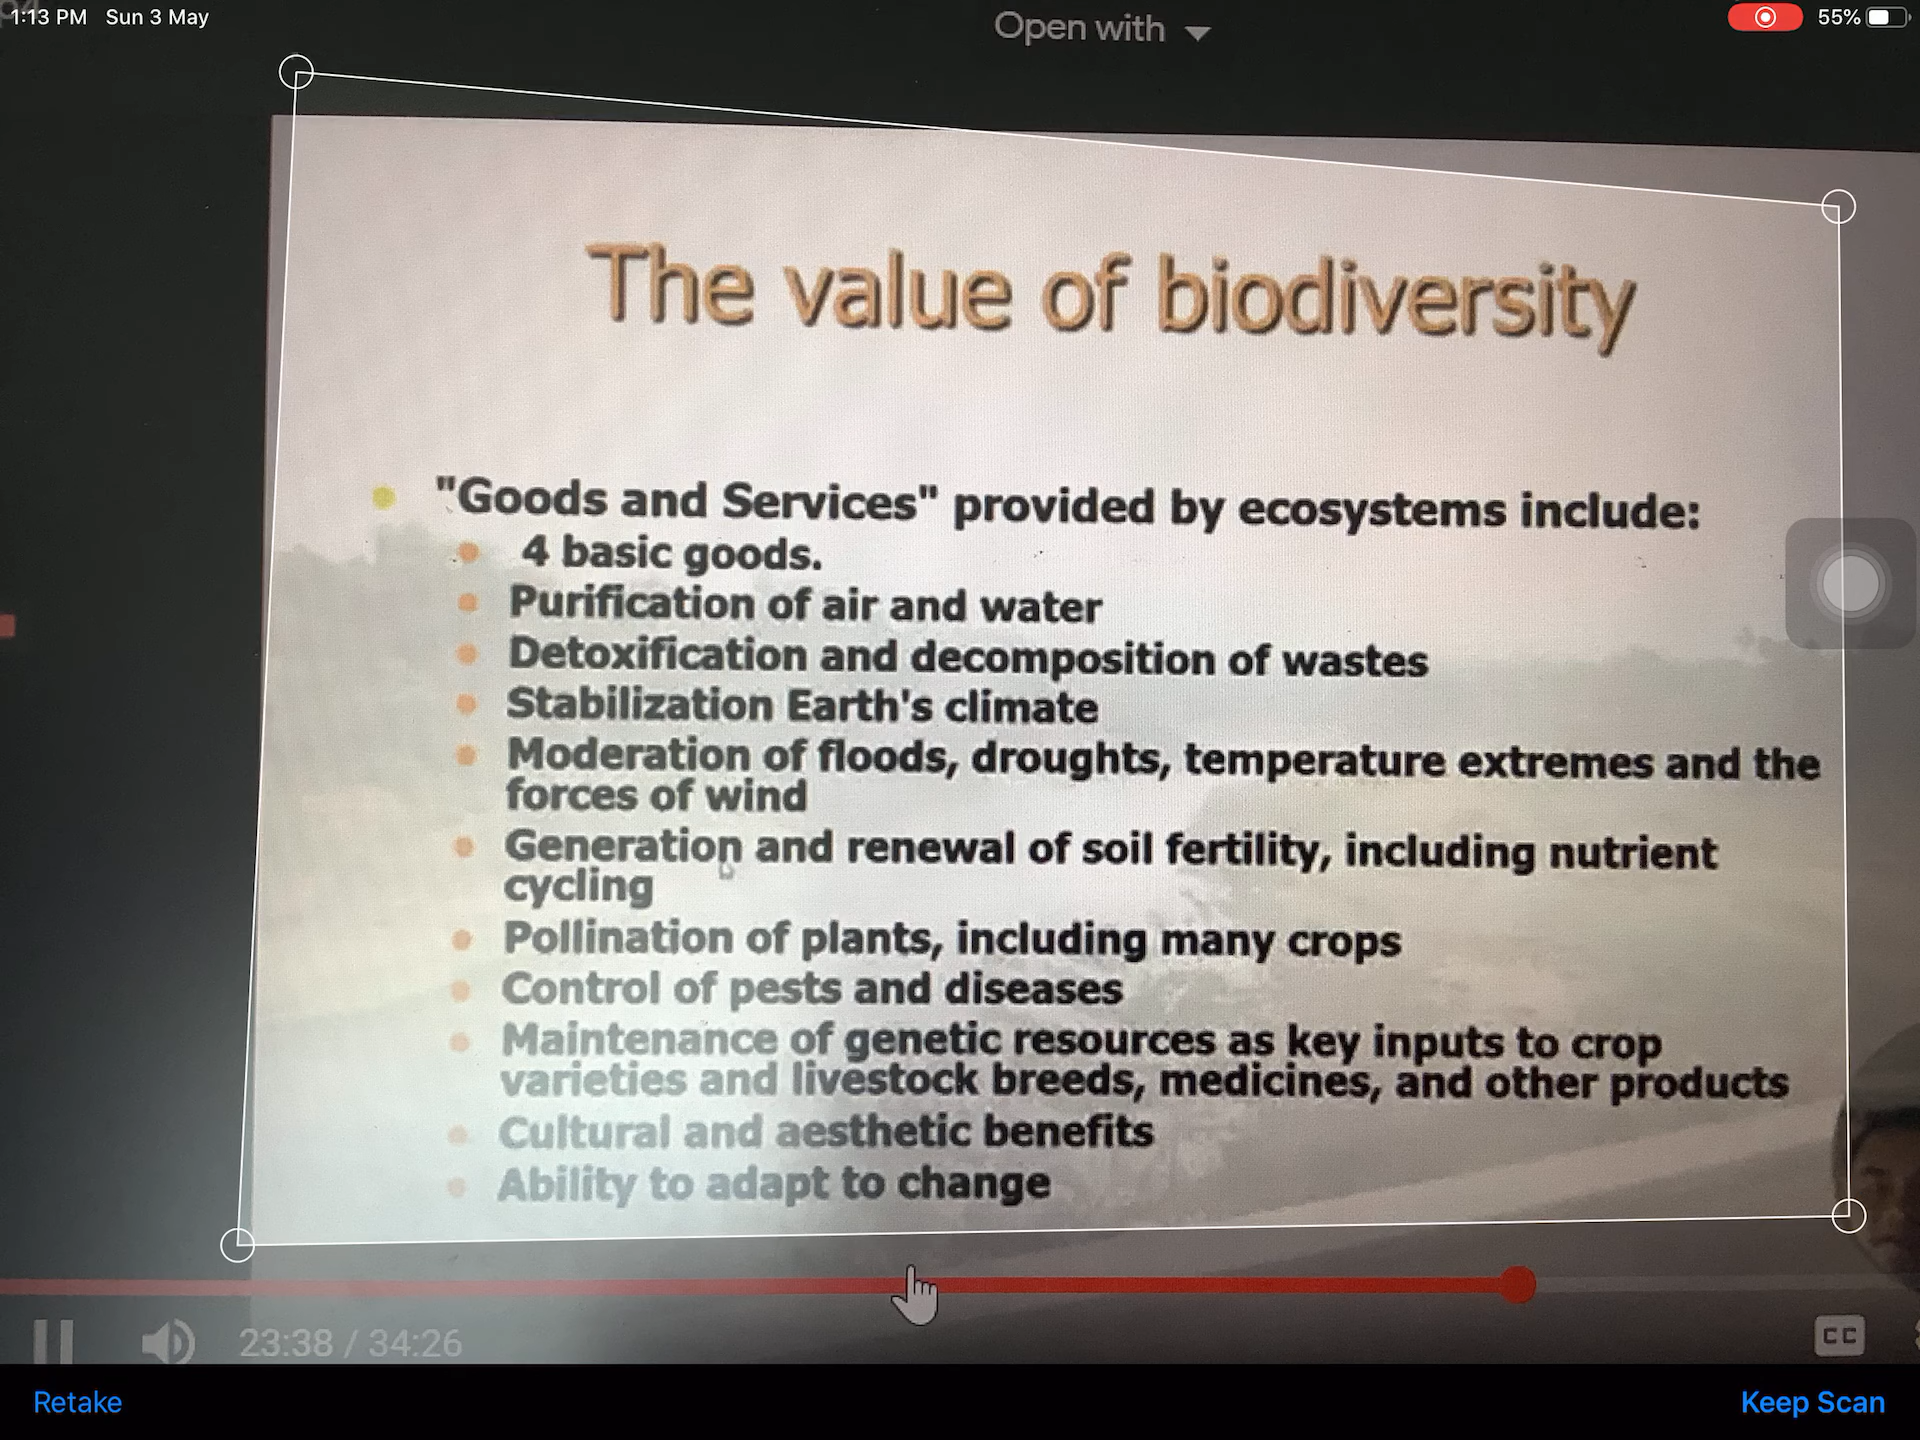 1:13 PM Sun 3 May
Open with
55%
The value of biodiversity
"Goods and Services" provided by ecosystems include:
4 basic goods.
Purification of air and water
Detoxification and decomposition of wastes
Stabilization Earth's climate
Moderation of floods, droughts, temperature extremes and the
forces of wind
Generation and renewal of soil fertility, including nutrient
cycling
Pollination of plants, including many crops
Control of pests and diseases
Maintenance of genetic resources as key inputs to crop
varieties and livestock breeds, medicines, and other products
Cultural and aesthetic benefits
Ability to adapt to change
23:38 / 34:26
CC
Retake
Keep Scan